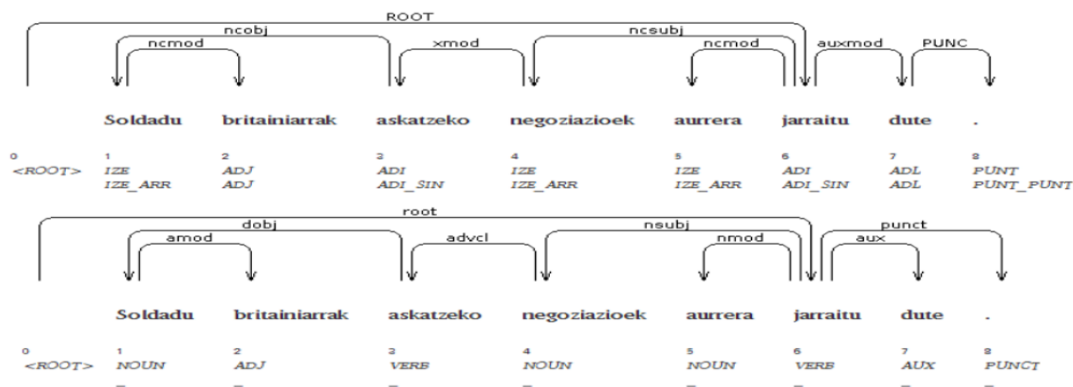 ROOT
ncobj ncsubj
ncmod xmod ncmod auxmod PUNC
Soldadu britainiarrak askatzeko negoziazioek aurrera jarraitu dute .
0 1 2 3 4 5 6 7 8
<ROOT> IZE ADJ ADI IZE IZE ADI ADL PUNT
IZE_ARR ADJ ADI_SIN IZE_ARR IZE_ARR ADI_SIN ADL PUNT_PUNT
root
dobj nsubj punct
amod advcl nmod aux
Soldadu britainiarrak askatzeko negoziazioek aurrera jarraitu dute .
0 1 2 3 4 5 6 7 8
<ROOT> NOUN ADJ VERB NOUN NOUN VERB AUX PUNCT
_ _ _ _ _ _ _ _